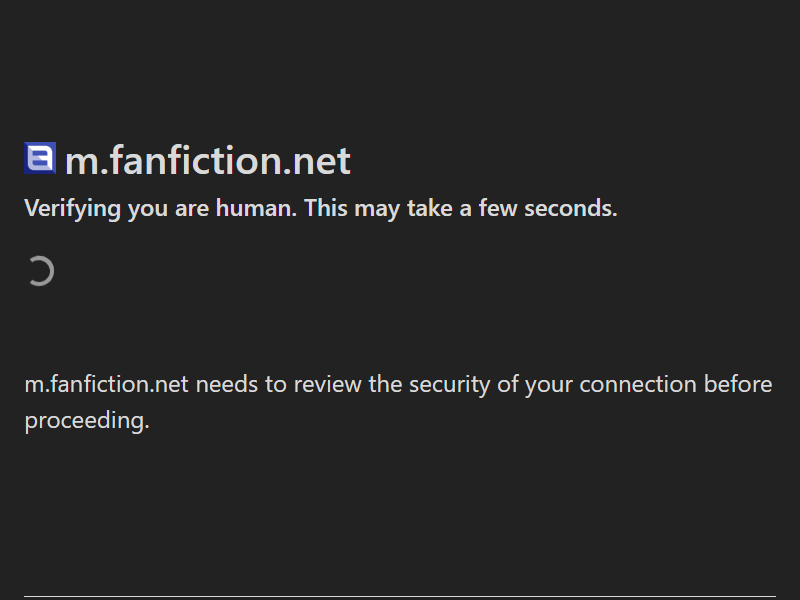 m.fanfiction.net
Verifying you are human. This may take a few seconds.
m.fanfiction.net needs to review the security of your connection before
proceeding.